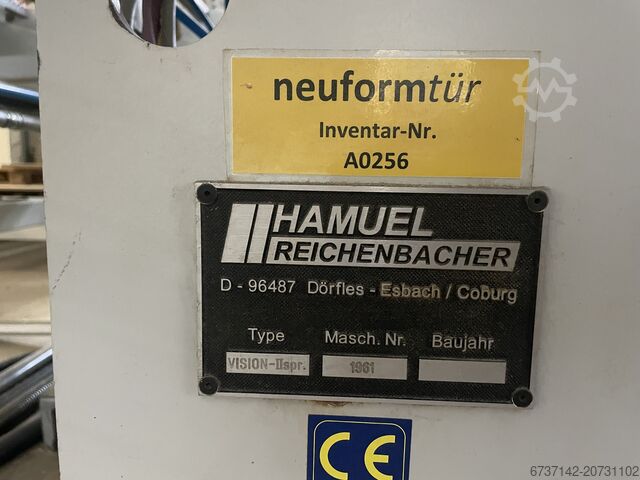 neuformtür
Inventar-Nr.
A0256
HAMUEL
REICHENBACHER
D - 96487 Dörfles - Esbach / Coburg
Type Masch. Nr. Baujahr
VISION-IIspr. 1961
CE
6737142-20731102